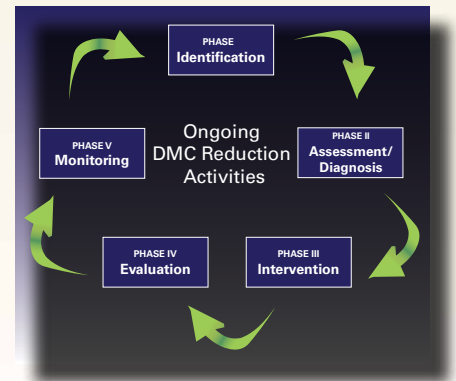 PHASE
Identification
Ongoing
DMC Reduction
Activities
PHASE II
Assessment/
Diagnosis
PHASE III
Intervention
PHASE IV
Evaluation
PHASE V
Monitoring